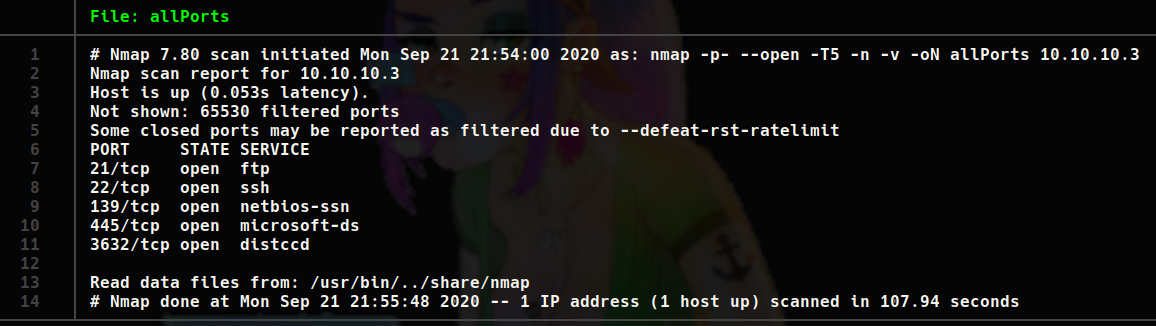 File: allPorts
1 # Nmap 7.80 scan initiated Mon Sep 21 21:54:00 2020 as: nmap -p- --open -T5 -n -v -oN allPorts 10.10.10.3
2 Nmap scan report for 10.10.10.3
3 Host is up (0.053s latency).
4 Not shown: 65530 filtered ports
5 Some closed ports may be reported as filtered due to --defeat-rst-ratelimit
6 PORT     STATE SERVICE
7 21/tcp   open  ftp
8 22/tcp   open  ssh
9 139/tcp  open  netbios-ssn
10 445/tcp  open  microsoft-ds
11 3632/tcp open  distccd
12
13 Read data files from: /usr/bin/../share/nmap
14 # Nmap done at Mon Sep 21 21:55:48 2020 -- 1 IP address (1 host up) scanned in 107.94 seconds